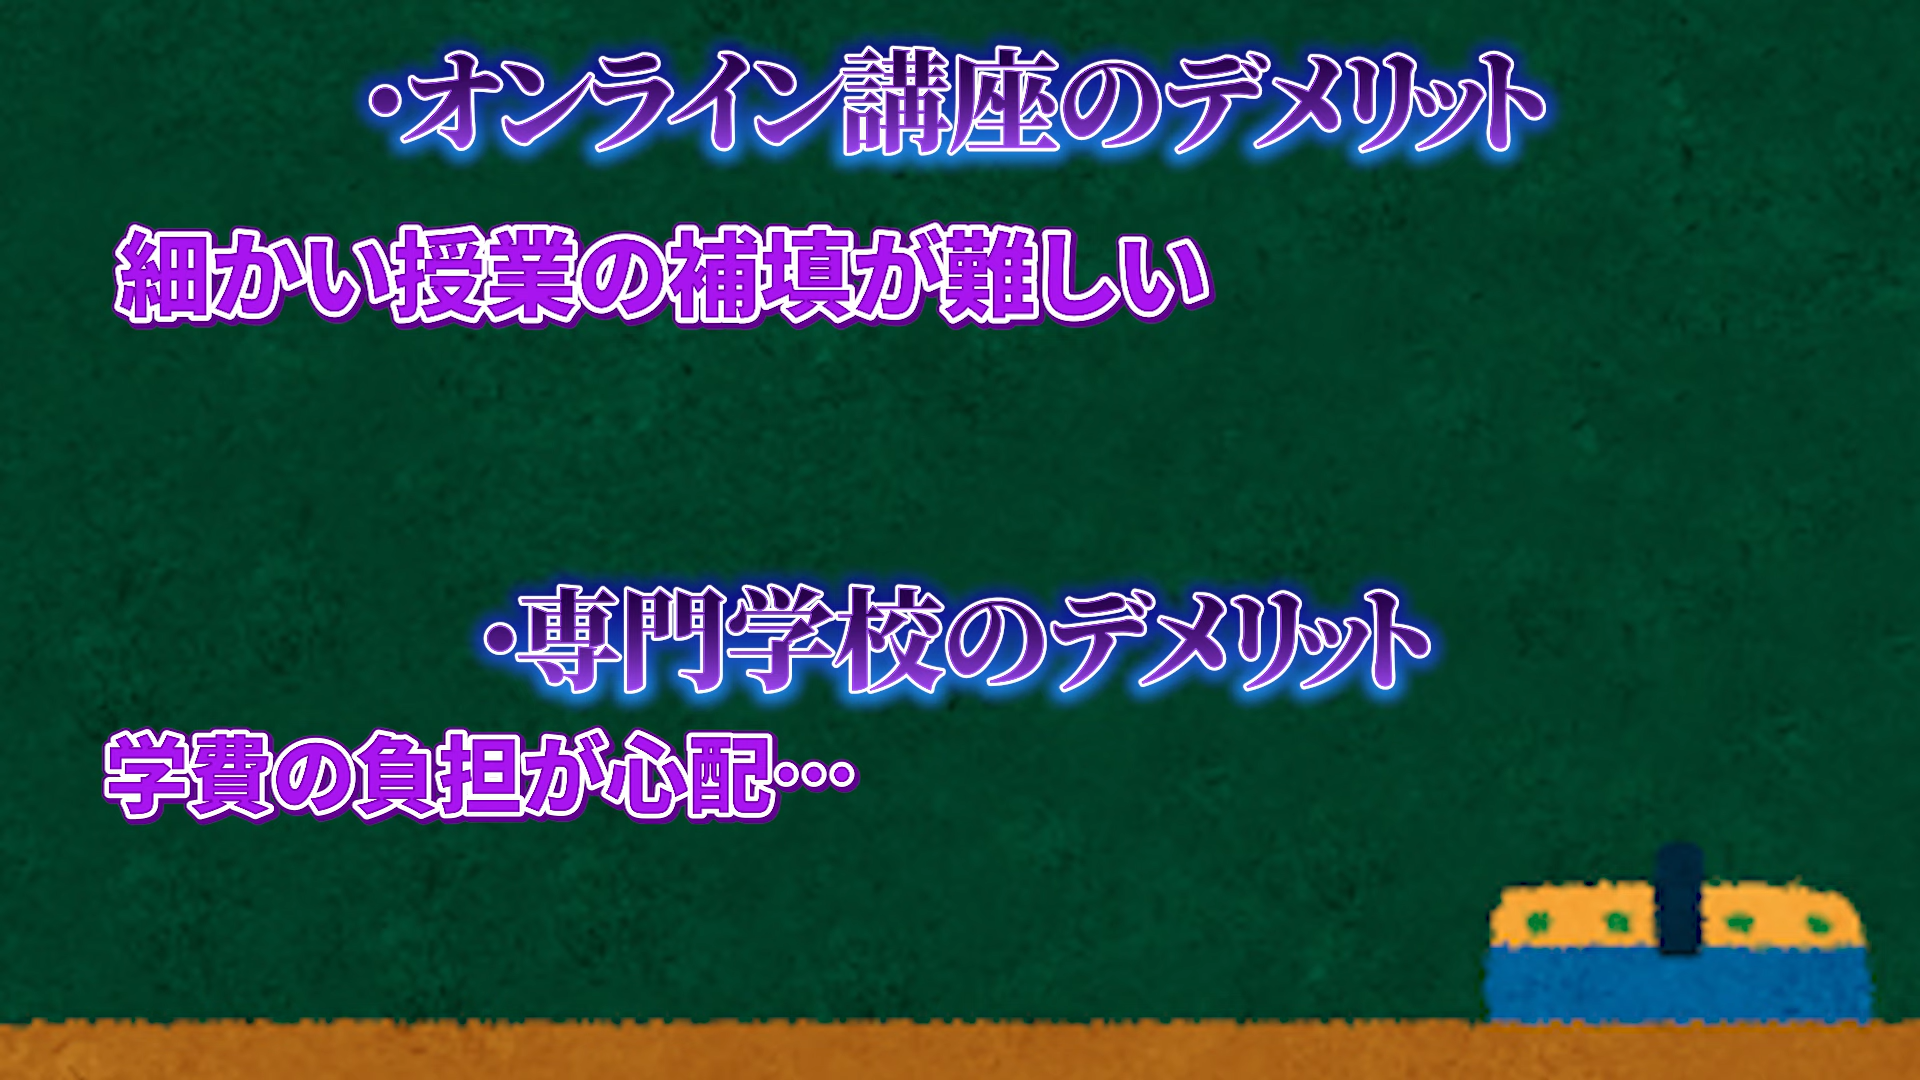 ・オンライン講座のデメリット
細かい授業の補填が難しい
・専門学校のデメリット
学費の負担が心配…